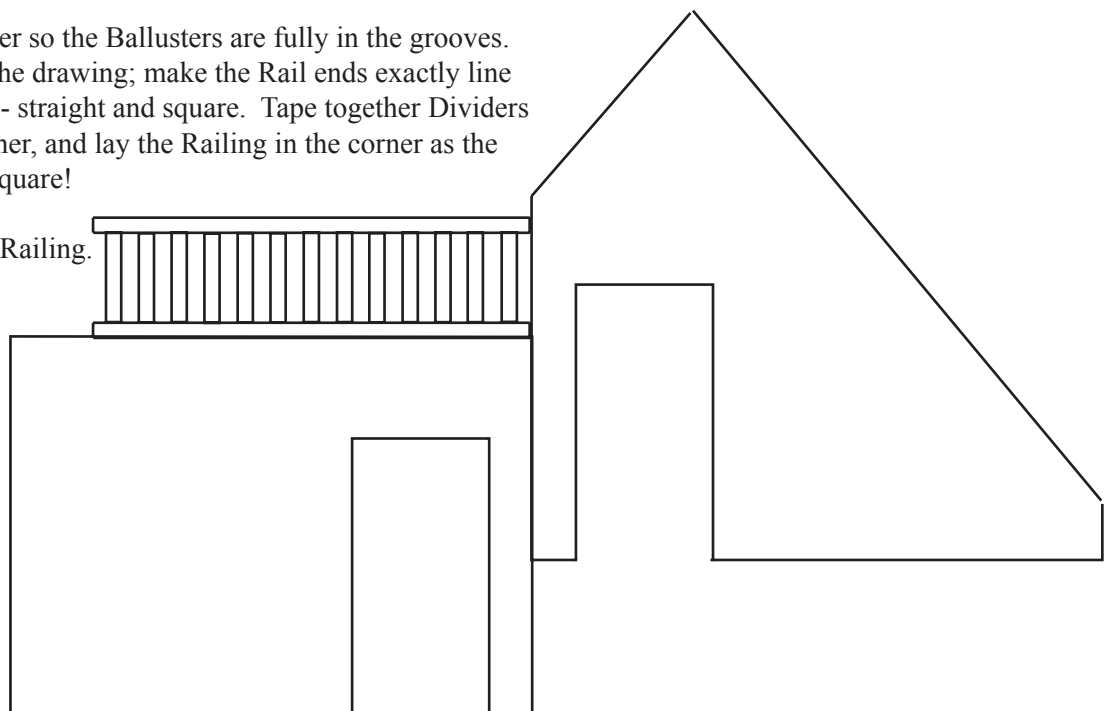 er so the Ballusters are fully in the grooves.
he drawing; make the Rail ends exactly line
- straight and square.  Tape together Dividers
ner, and lay the Railing in the corner as the
quare!
Railing.